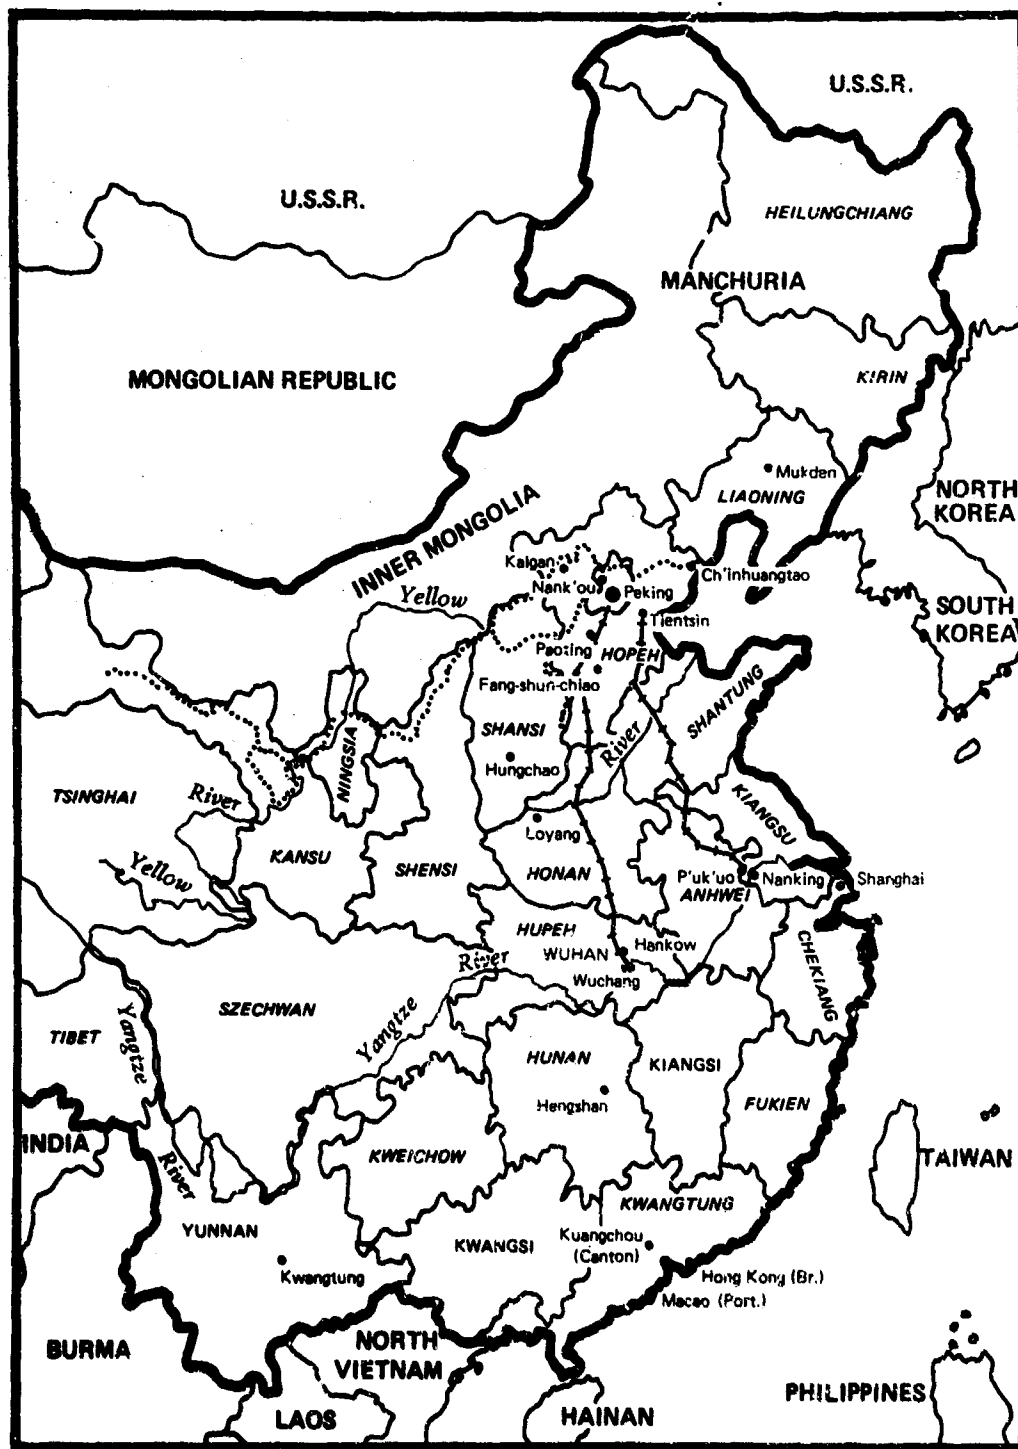 U.S.S.R.
U.S.S.R.
HEILUNGCHIANG
MANCHURIA
MONGOLIAN REPUBLIC
KIRIN
Mukden
LIAONING
NORTH
KOREA
INNER MONGOLIA
Kalgan
Nank'ou
Peking
Ch'inhuangtao
Yellow
Tientsin
SOUTH
KOREA
Paoting
HOPEH
Fang-shun-chiao
SHANTUNG
SHANSI
River
Hungchao
NINGSIA
TSINGHAI
River
KIANGSU
Loyang
KANSU
SHENSI
HONAN
Yellow
P'uk'uo
Nanking
Shanghai
ANHWEI
HUPEH
Hankow
WUHAN
River
Wuchang
CHEKIANG
SZECHWAN
Yangtze
Yangtze
TIBET
HUNAN
KIANGSI
Hengshan
FUKIEN
INDIA
KWEICHOW
TAIWAN
River
KWANGTUNG
YUNNAN
Kuangchou
(Canton)
KWANGSI
Kwangtung
Hong Kong (Br.)
Macao (Port.)
BURMA
NORTH
VIETNAM
PHILIPPINES
LAOS
HAINAN